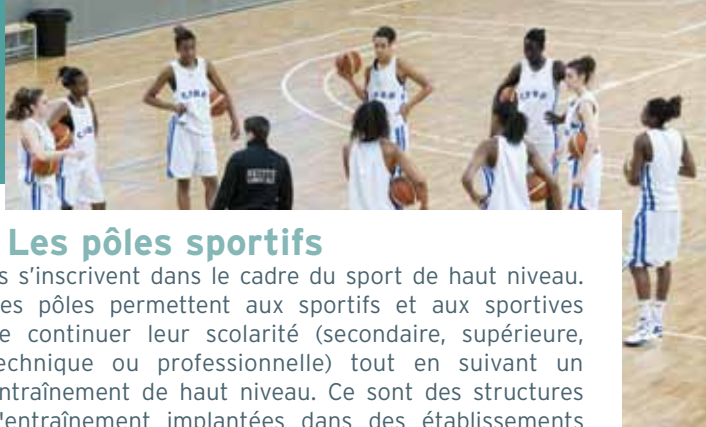 Les pôles sportifs
s s'inscrivent dans le cadre du sport de haut niveau.
es pôles permettent aux sportifs et aux sportives
e continuer leur scolarité (secondaire, supérieure,
echnique ou professionnelle) tout en suivant un
ntraînement de haut niveau. Ce sont des structures
'entraînement implantées dans des établissements